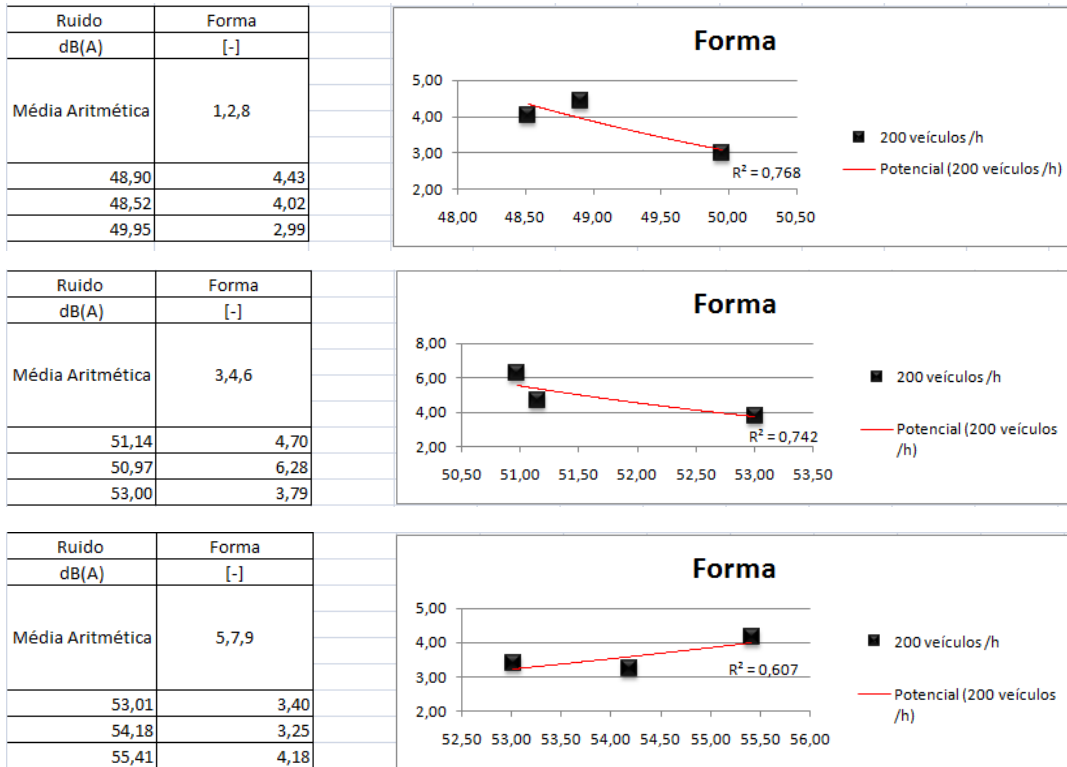 Ruido Forma
dB(A) [-]
Média Aritmética 1,2,8
48,90 4,43
48,52 4,02
49,95 2,99
Forma
5,00
4,00
3,00
2,00
48,00 48,50 49,00 49,50 50,00 50,50
R² = 0,768
200 veículos /h
Potencial (200 veículos /h)
Ruido Forma
dB(A) [-]
Média Aritmética 3,4,6
51,14 4,70
50,97 6,28
53,00 3,79
Forma
8,00
6,00
4,00
2,00
50,50 51,00 51,50 52,00 52,50 53,00 53,50
R² = 0,742
200 veículos /h
Potencial (200 veículos
/h)
Ruido Forma
dB(A) [-]
Média Aritmética 5,7,9
53,01 3,40
54,18 3,25
55,41 4,18
Forma
5,00
4,00
3,00
2,00
52,50 53,00 53,50 54,00 54,50 55,00 55,50 56,00
R² = 0,607
200 veículos /h
Potencial (200 veículos
/h)